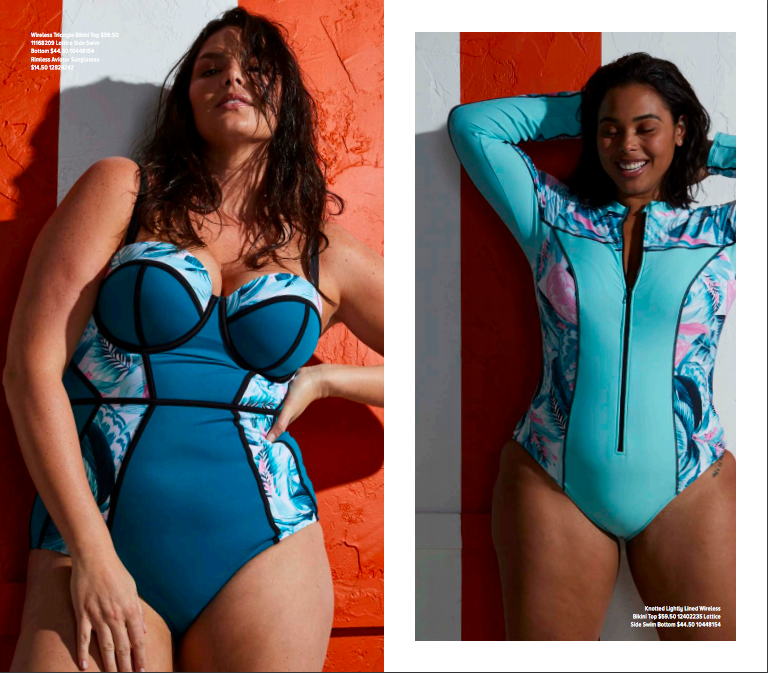 Wireless Triangle Bikini Top $59.50
11168209 Lattice Side Swim
Bottom $44.50 10448154
Rimless Aviator Sunglasses
$14.50
Knotted Lightly Lined Wireless
Bikini Top $59.50 12402235 Lattice
Side Swim Bottom $44.50 10448154